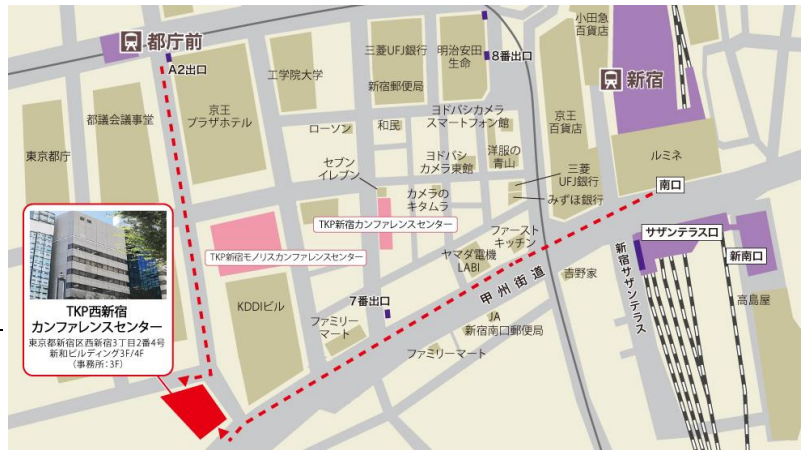 都庁前
A2出口
工学院大学
三菱UFJ銀行
新宿郵便局
明治安田
生命
8番出口
小田急
百貨店
新宿
東京都庁
都議会議事堂
京王
プラザホテル
ローソン
和民
ヨドバシカメラ
スマートフォン館
京王
百貨店
セブン
イレブン
ヨドバシ
カメラ東館
洋服の
青山
三菱
UFJ銀行
みずほ銀行
ルミネ
南口
カメラの
キタムラ
TKP新宿カンファレンスセンター
TKP新宿モノリスカンファレンスセンター
ファースト
キッチン
ヤマダ電機
LABI
サザンテラス口
新南口
新宿サザンテラス
高島屋
吉野家
甲州街道
KDDIビル
7番出口
ファミリー
マート
JA
新宿南口郵便局
ファミリーマート
TKP西新宿
カンファレンスセンター
東京都新宿区西新宿3丁目2番4号
新和ビルディング3F/4F
（事務所：3F）